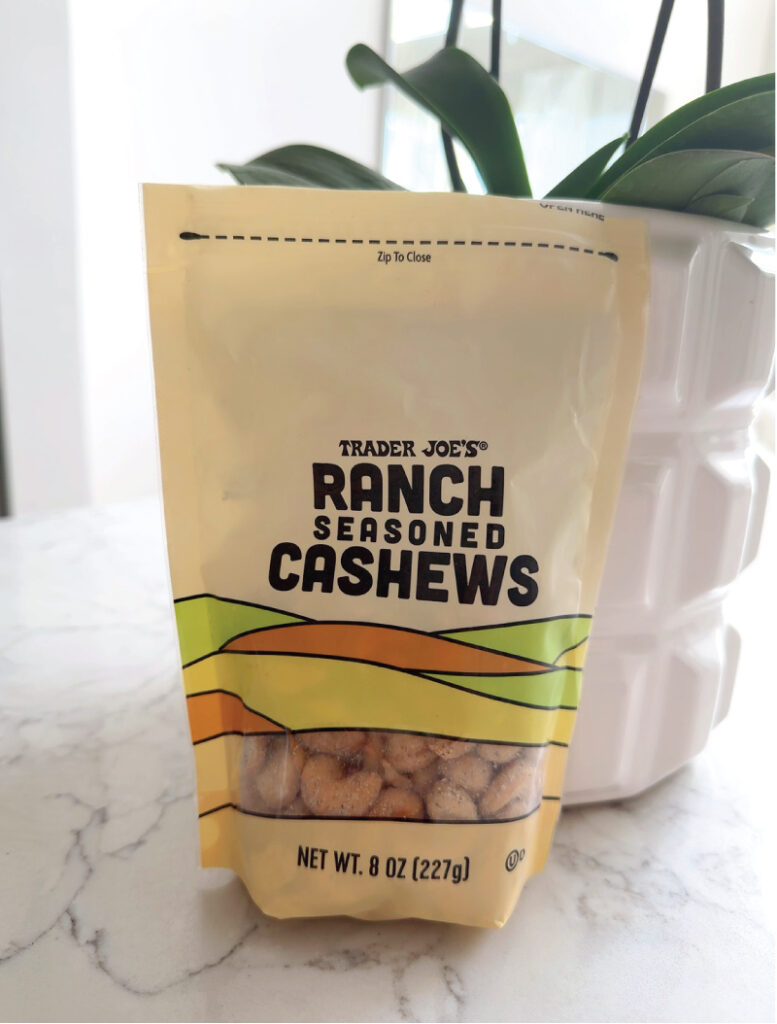 OPEN HERE
Zip To Close
TRADER JOE'S®
RANCH
SEASONED
CASHEWS
NET WT. 8 OZ (227g)
U D